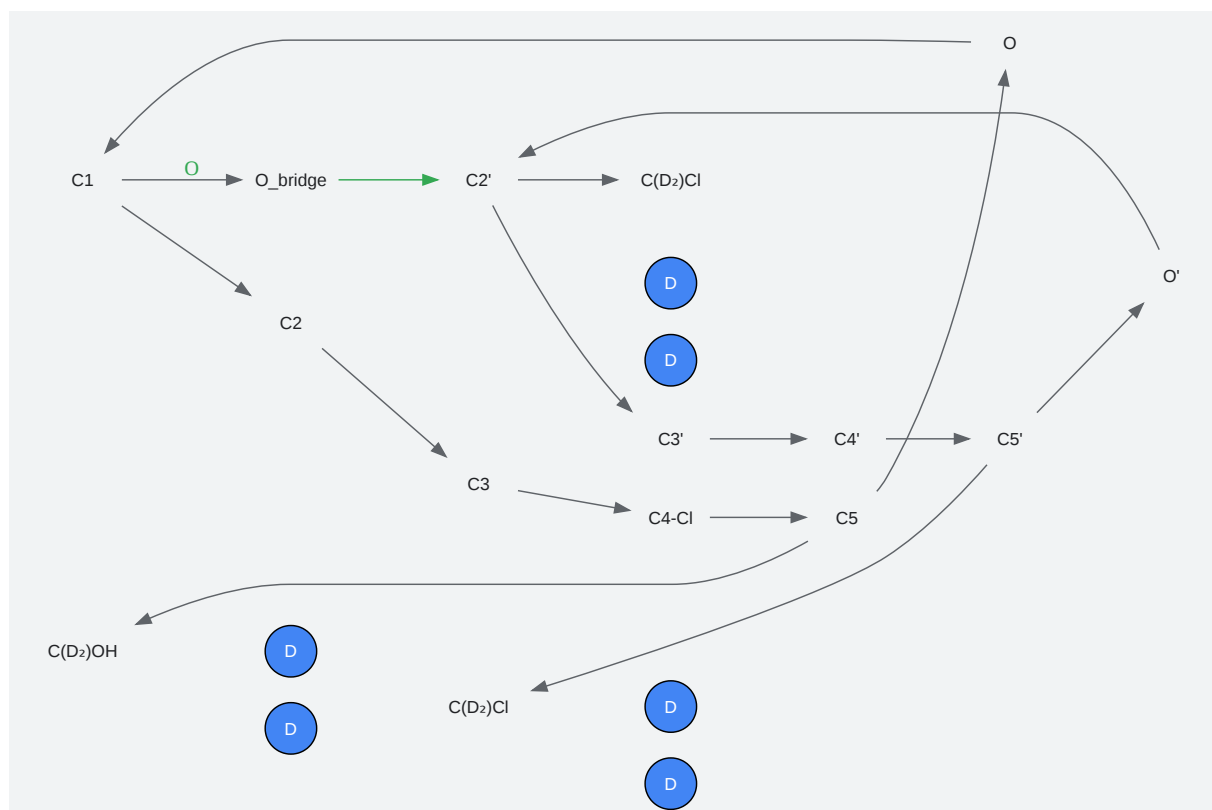 O
O
C1
O_bridge
C2'
C(D₂)Cl
D
O'
C2
D
C3'
C4'
C5'
C3
C4-Cl
C5
C(D₂)OH
D
C(D₂)Cl
D
D
D